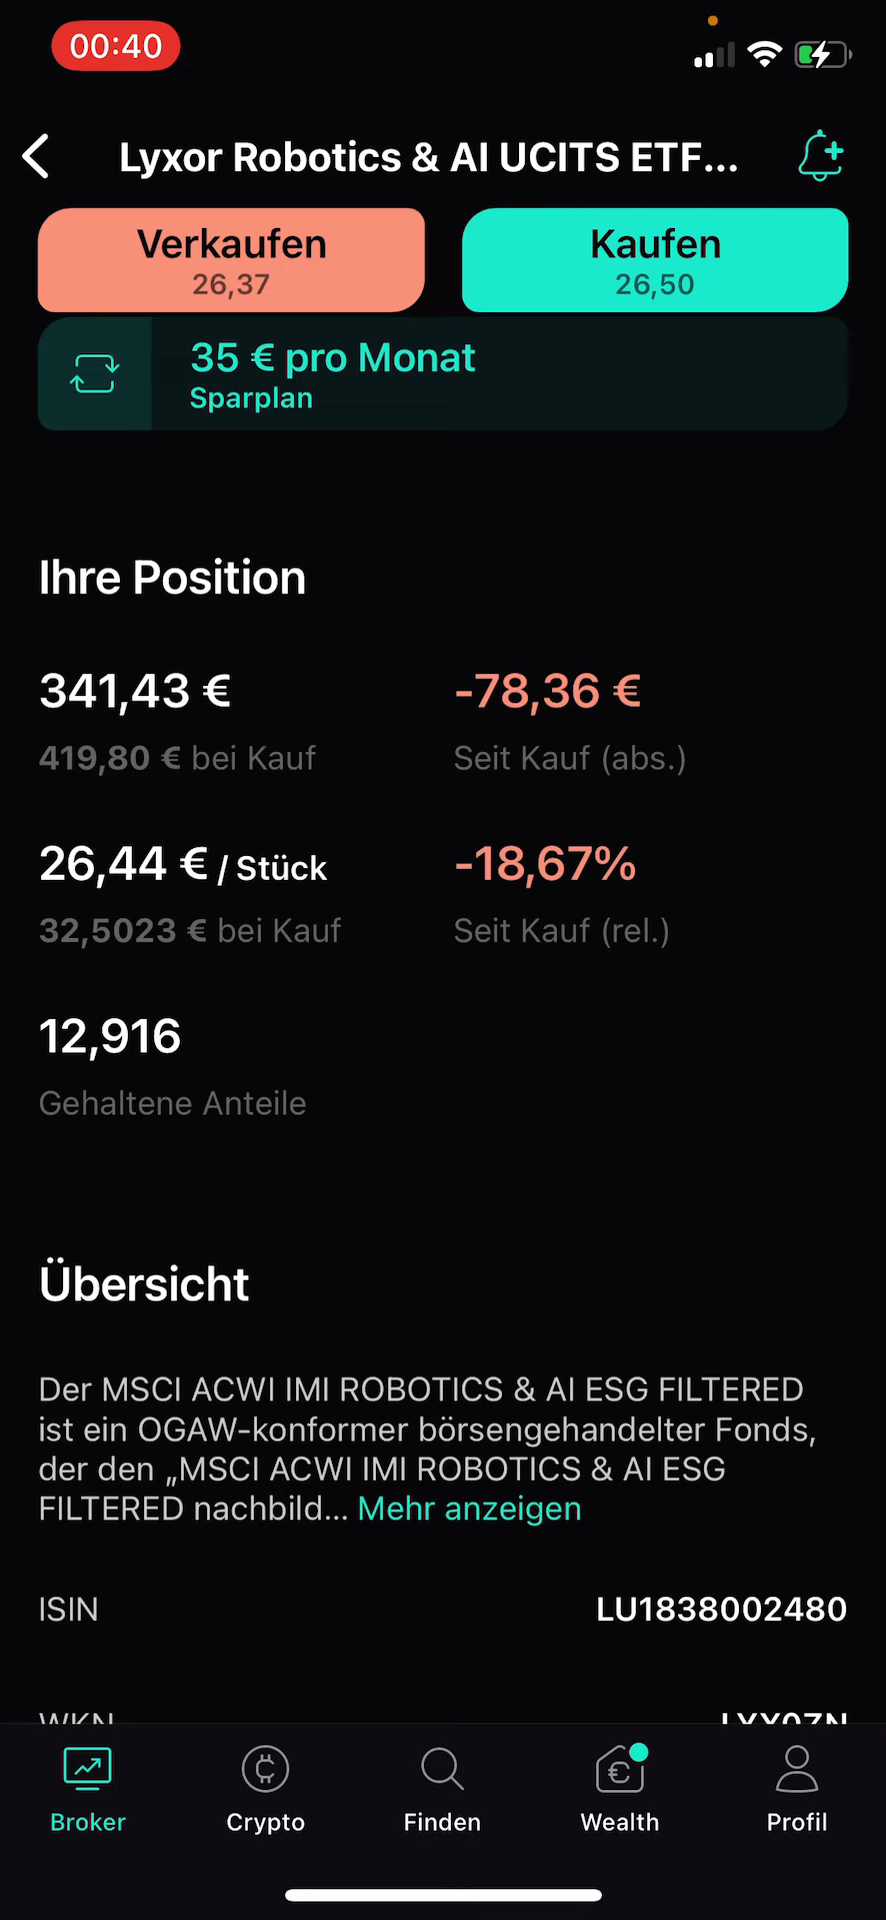 00:40
Lyxor Robotics & AI UCITS ETF...
Verkaufen
26,37
Kaufen
26,50
35 € pro Monat
Sparplan
Ihre Position
341,43 €
-78,36 €
419,80 € bei Kauf
Seit Kauf (abs.)
26,44 € / Stück
-18,67%
32,5023 € bei Kauf
Seit Kauf (rel.)
12,916
Gehaltene Anteile
Übersicht
Der MSCI ACWI IMI ROBOTICS & AI ESG FILTERED
ist ein OGAW-konformer börsengehandelter Fonds,
der den „MSCI ACWI IMI ROBOTICS & AI ESG
FILTERED nachbild... Mehr anzeigen
ISIN
LU1838002480
WKN
LYX0ZN
Broker
Crypto
Finden
Wealth
Profil